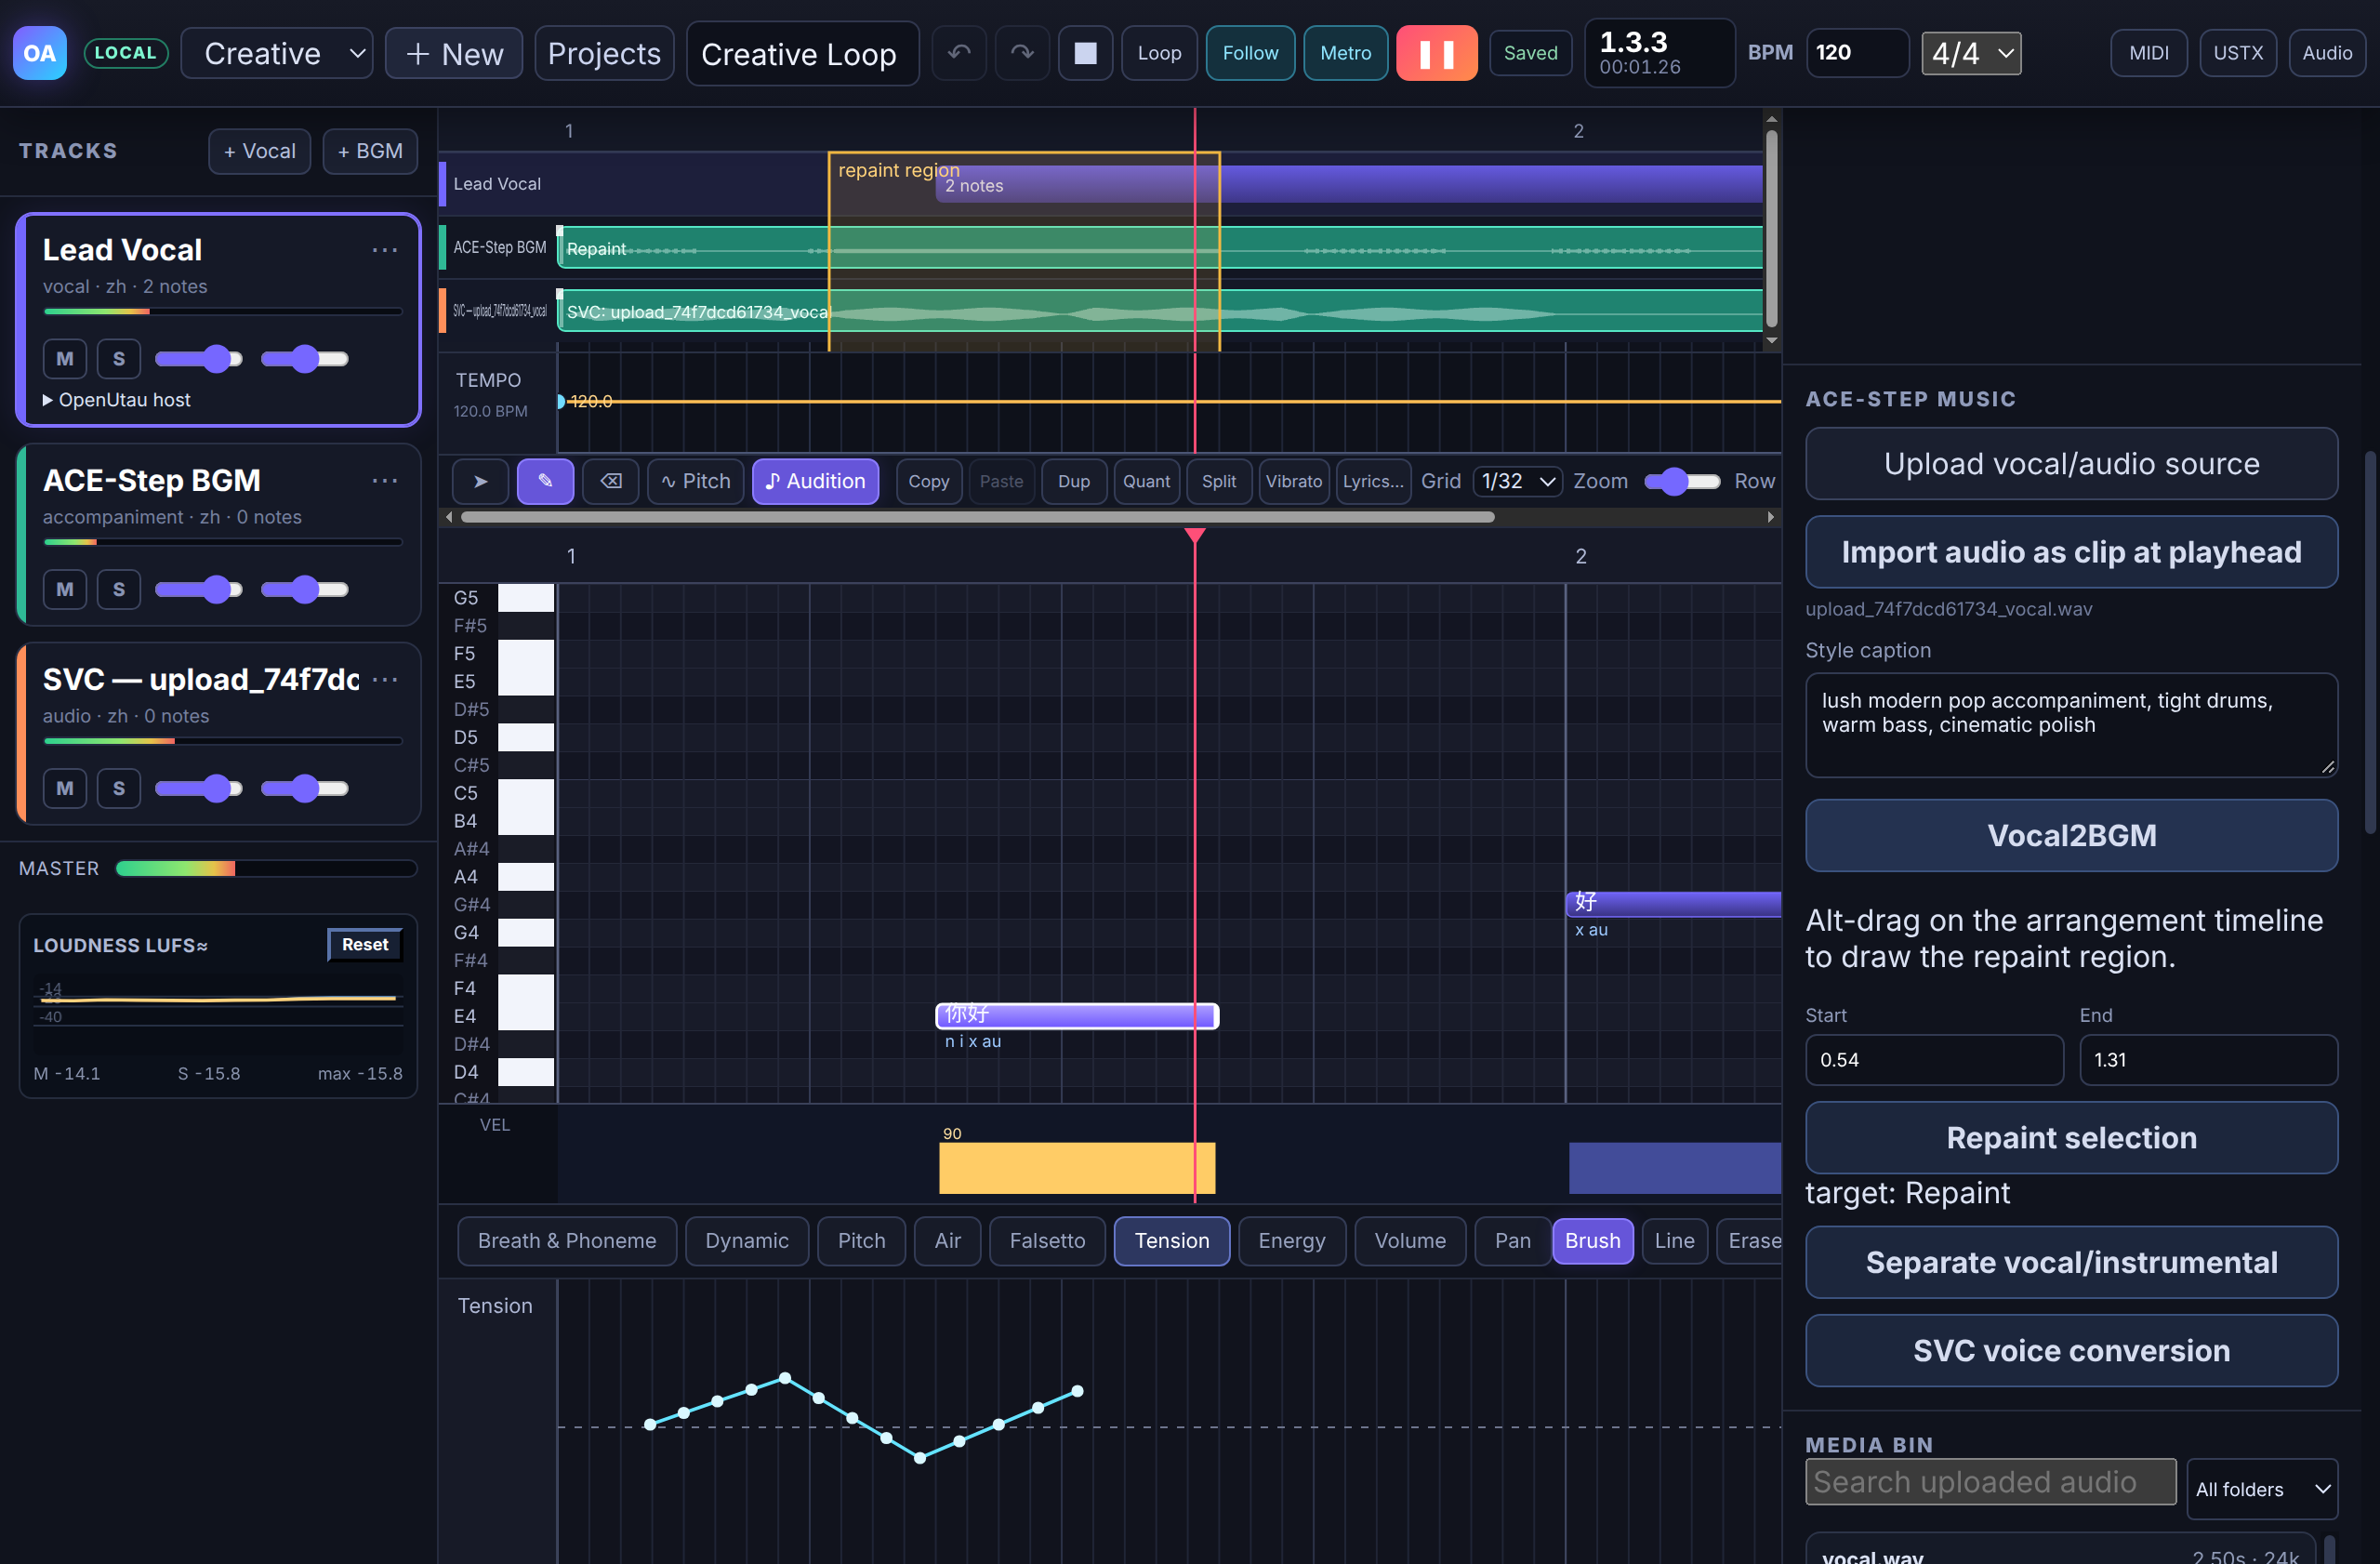 OA LOCAL Creative + New Projects Creative Loop Loop Follow Metro Saved 1.3.3 BPM 120 4/4 MIDI USTX Audio
00:01.26
TRACKS + Vocal + BGM
Lead Vocal ...
vocal · zh · 2 notes
M S
OpenUtau host
ACE-Step BGM ...
accompaniment · zh · 0 notes
M S
SVC — upload_74f7dc ...
audio · zh · 0 notes
M S
MASTER
LOUDNESS LUFS≈ Reset
-14
-40
M -14.1 S -15.8 max -15.8
1 2
Lead Vocal repaint region
2 notes
ACE-Step BGM Repaint
SVC — upload_74f7dcd61734_vocal SVC: upload_74f7dcd61734_vocal
TEMPO
120.0 BPM 120.0
Pitch Audition Copy Paste Dup Quant Split Vibrato Lyrics... Grid 1/32 Zoom Row
1 2
G5
F#5
F5
E5
D#5
D5
C#5
C5
B4
A#4
A4
G#4 好
G4 x au
F#4
F4
E4 你好
D#4 n i x au
D4
C#4
VEL
90
Breath & Phoneme Dynamic Pitch Air Falsetto Tension Energy Volume Pan Brush Line Erase
Tension
ACE-STEP MUSIC
Upload vocal/audio source
Import audio as clip at playhead
upload_74f7dcd61734_vocal.wav
Style caption
lush modern pop accompaniment, tight drums,
warm bass, cinematic polish
Vocal2BGM
Alt-drag on the arrangement timeline
to draw the repaint region.
Start End
0.54 1.31
Repaint selection
target: Repaint
Separate vocal/instrumental
SVC voice conversion
MEDIA BIN
Search uploaded audio All folders
vocal.wav 2.50s · 24k